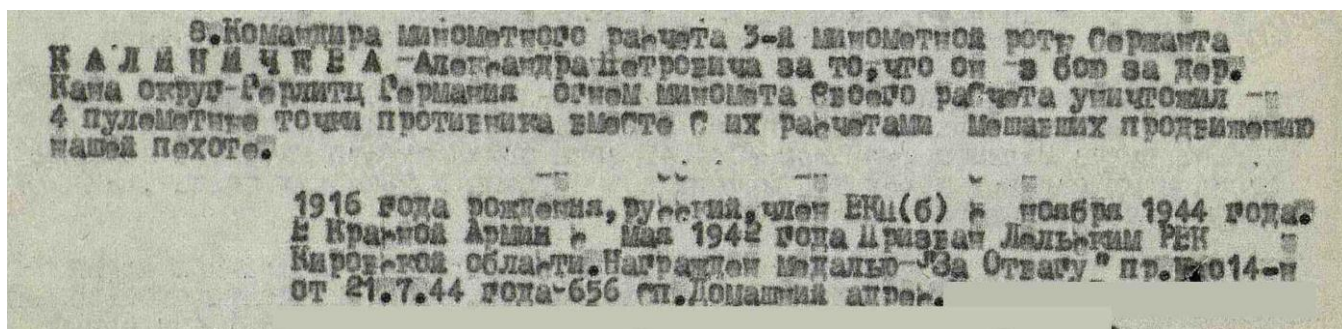 8.Командира минометного расчета 3-й минометной роты Сержанта
К А Л И Н И Ч Е В А -Александра Петровича за то,что он -в бою за дер.
Кана округ-Герлитц Германия огнем миномета Своего расчета уничтожил -
4 пулеметные точки противника вместе с их расчетами мешавших продвижению
нашей пехоте.
1916 года рождения,русский,член ВКП(б) с ноября 1944 года.
В Красной Армии с мая 1942 года Призван Лальским РВК
Кировской области.Награжден медалью-"За Отвагу" пр.
от 21.7.44 года-656 сп.Домашний адрес.